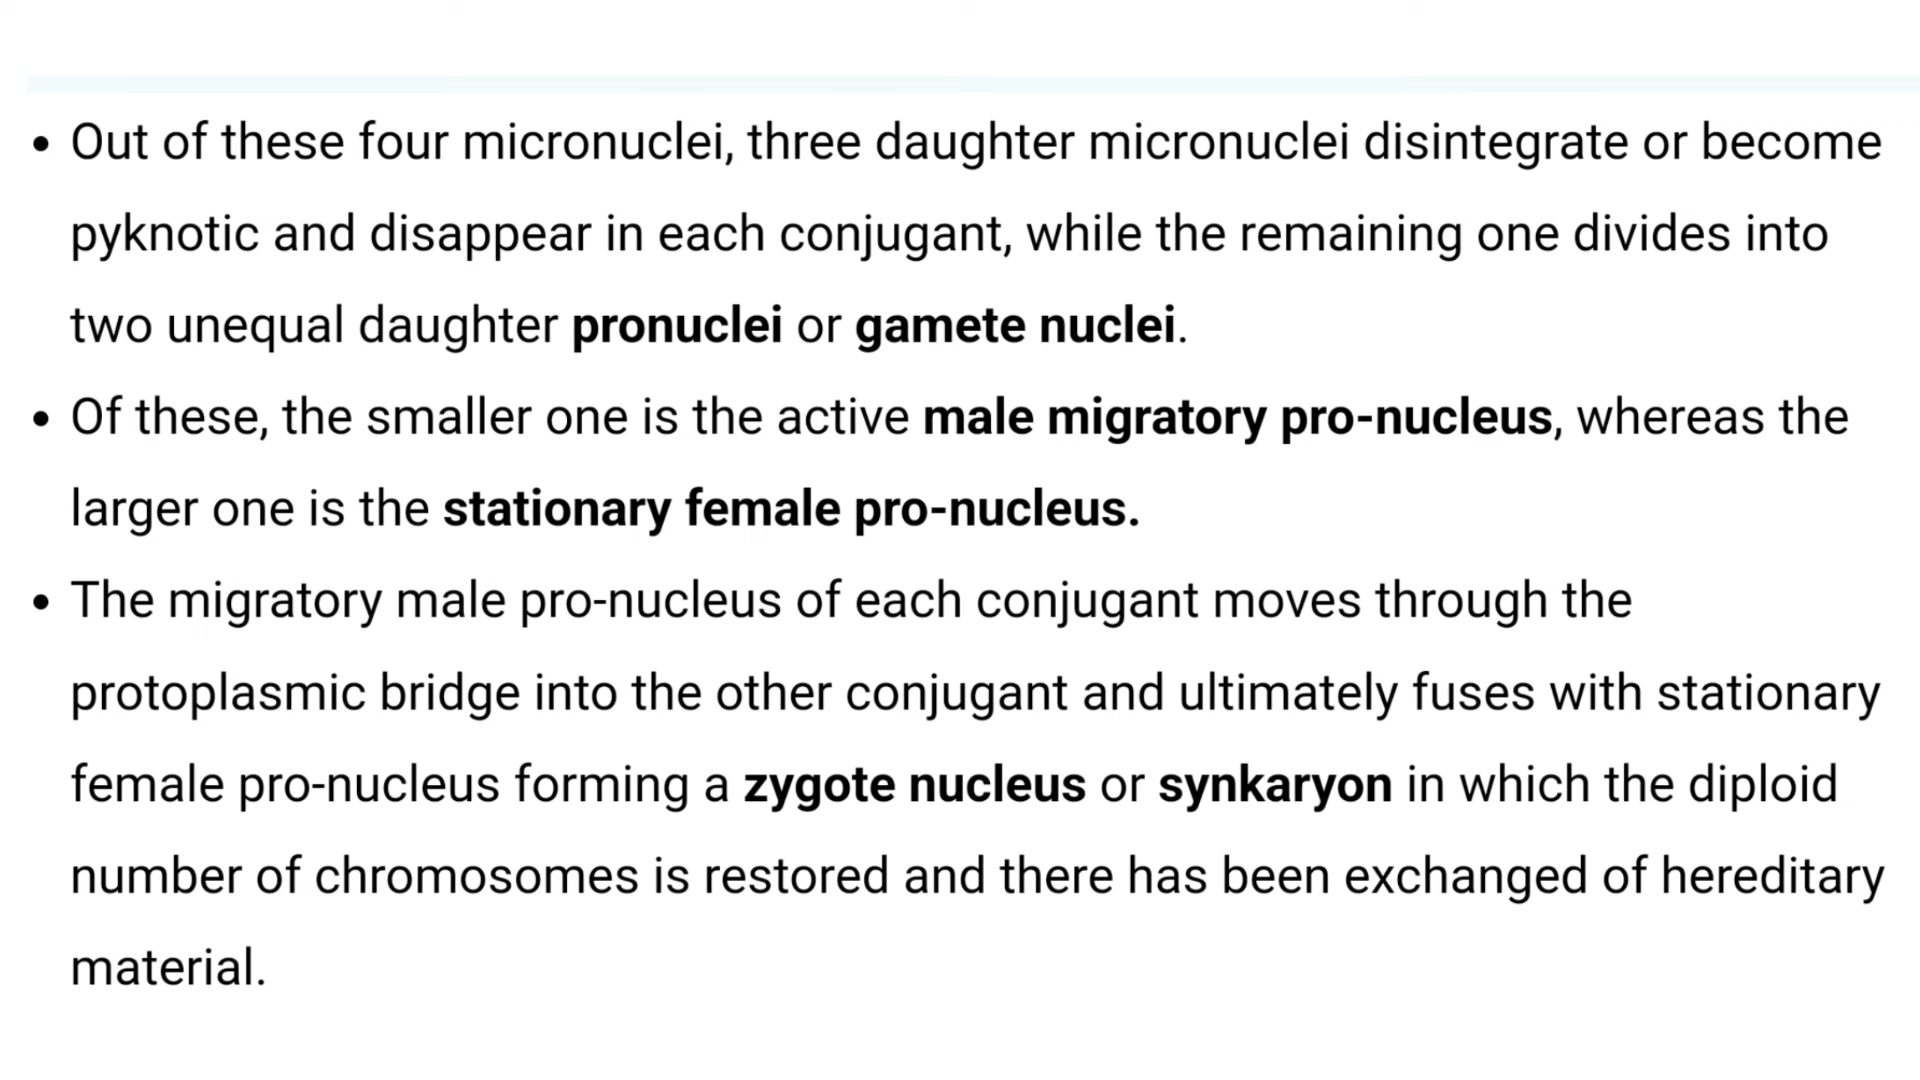 • Out of these four micronuclei, three daughter micronuclei disintegrate or become
pyknotic and disappear in each conjugant, while the remaining one divides into
two unequal daughter pronuclei or gamete nuclei.
• Of these, the smaller one is the active male migratory pro-nucleus, whereas the
larger one is the stationary female pro-nucleus.
• The migratory male pro-nucleus of each conjugant moves through the
protoplasmic bridge into the other conjugant and ultimately fuses with stationary
female pro-nucleus forming a zygote nucleus or synkaryon in which the diploid
number of chromosomes is restored and there has been exchanged of hereditary
material.